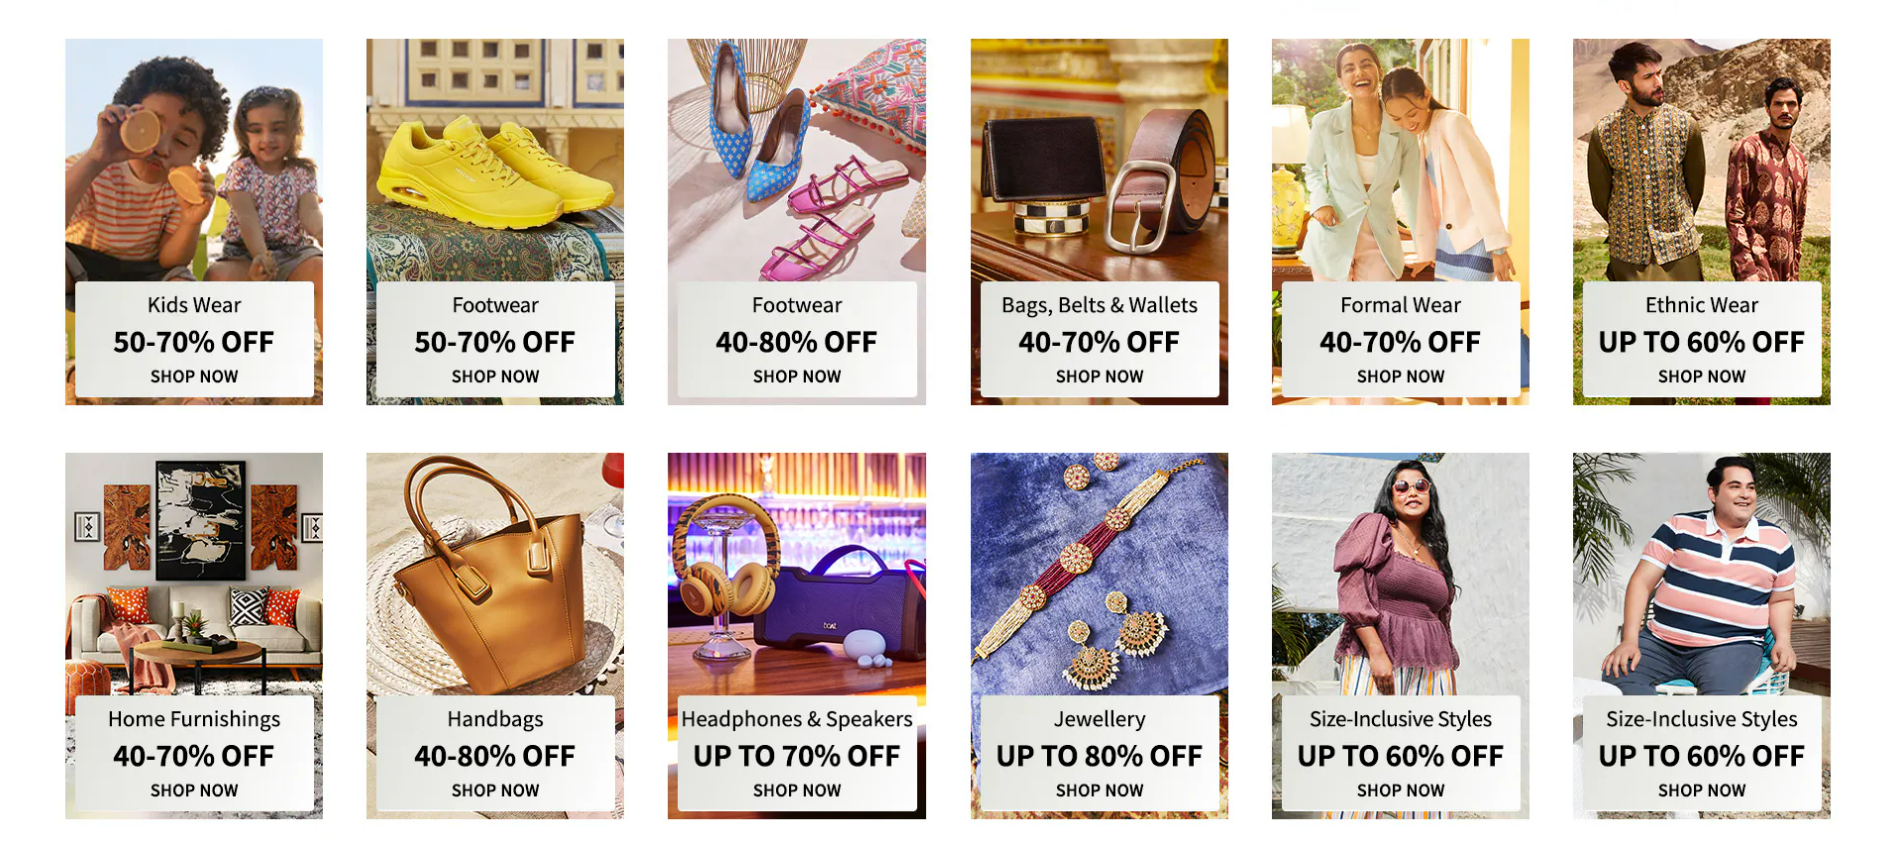 Kids Wear
50-70% OFF
SHOP NOW
Footwear
50-70% OFF
SHOP NOW
Footwear
40-80% OFF
SHOP NOW
Bags, Belts & Wallets
40-70% OFF
SHOP NOW
Formal Wear
40-70% OFF
SHOP NOW
Ethnic Wear
UP TO 60% OFF
SHOP NOW
Home Furnishings
40-70% OFF
SHOP NOW
Handbags
40-80% OFF
SHOP NOW
boAt
Headphones & Speakers
UP TO 70% OFF
SHOP NOW
Jewellery
UP TO 80% OFF
SHOP NOW
Size-Inclusive Styles
UP TO 60% OFF
SHOP NOW
Size-Inclusive Styles
UP TO 60% OFF
SHOP NOW